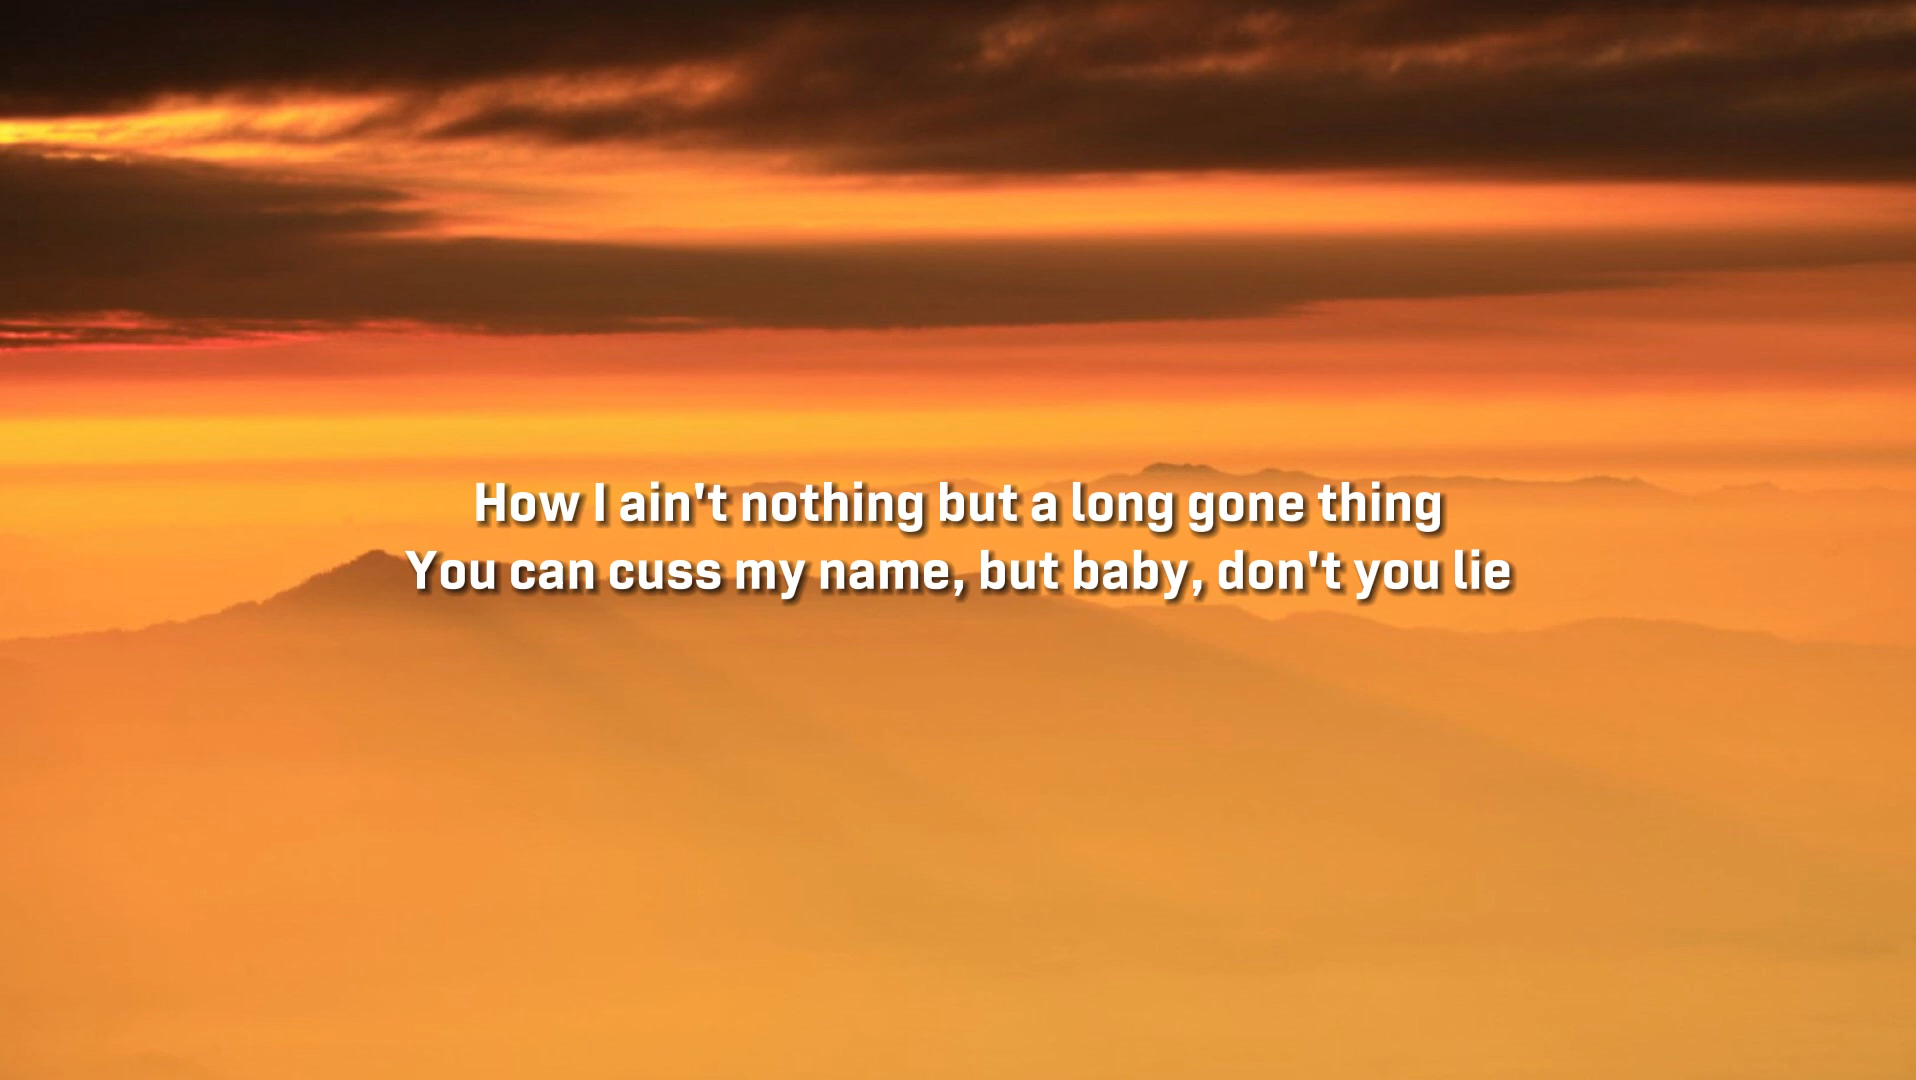 How I ain't nothing but a long gone thing
You can cuss my name, but baby, don't you lie